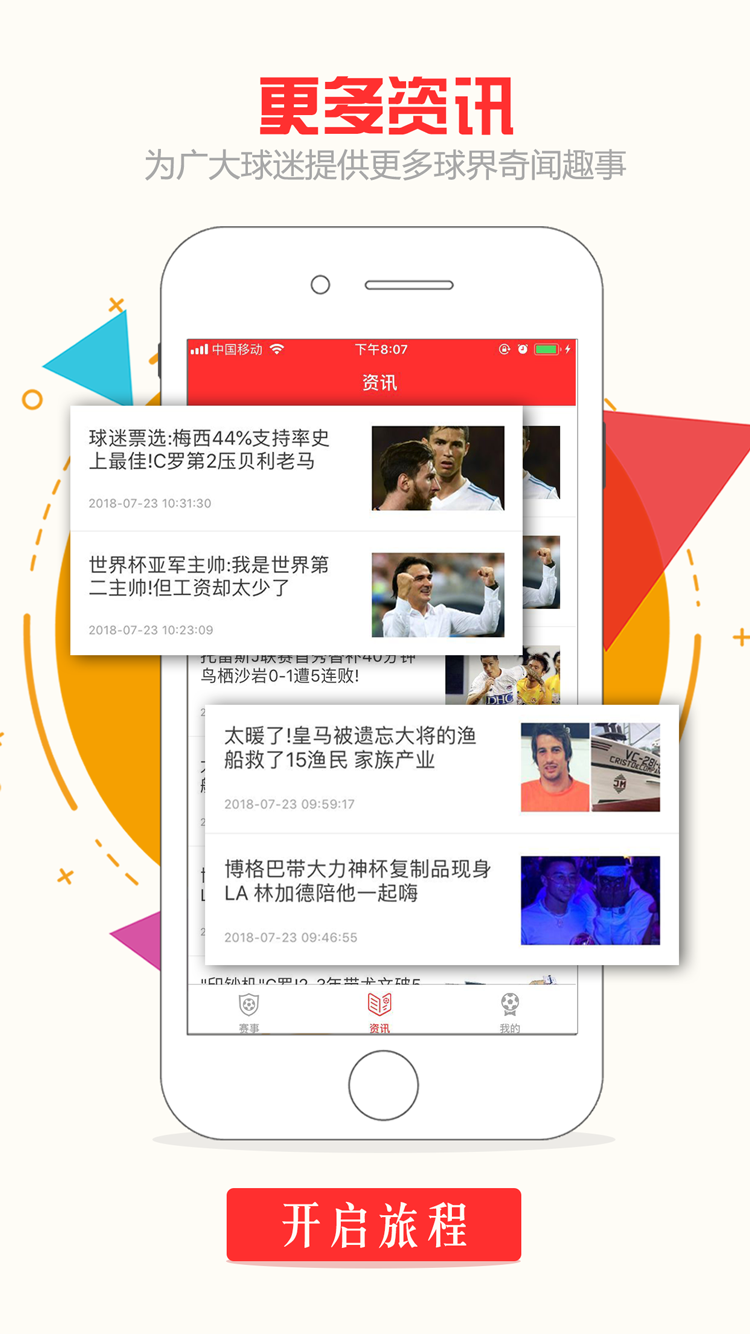 更多资讯
为广大球迷提供更多球界奇闻趣事
中国移动
下午8:07
资讯
球迷票选:梅西44%支持率史
上最佳!C罗第2压贝利老马
2018-07-23 10:31:30
世界杯亚军主帅:我是世界第
二主帅!但工资却太少了
2018-07-23 10:23:09
托雷斯J联赛首秀替补40分钟
鸟栖沙岩0-1遭5连败!
DHC
太暖了!皇马被遗忘大将的渔
船救了15渔民 家族产业
2018-07-23 09:59:17
博格巴带大力神杯复制品现身
LA 林加德陪他一起嗨
2018-07-23 09:46:55
"印钞机"C罗!2-3年带尤文破5
赛事
资讯
我的
开启旅程